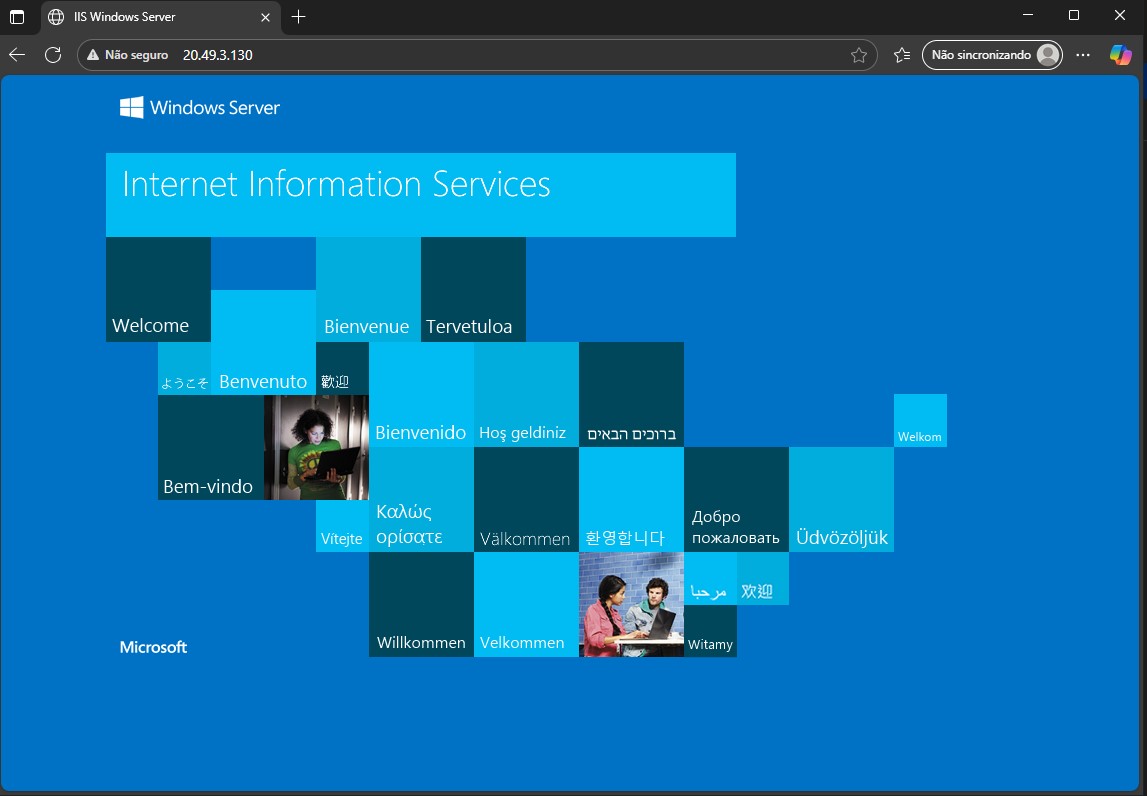 IIS Windows Server
Não seguro
20.49.3.130
Não sincronizando
Windows Server
Internet Information Services
Welcome
Bienvenue
Tervetuloa
ようこそ
Benvenuto
歡迎
Bienvenido
Hoş geldiniz
ברוכים הבאים
Welkom
Bem-vindo
Vítejte
Καλώς
ορίσατε
Välkommen
환영합니다
Добро
пожаловать
Üdvözöljük
مرحبا
欢迎
Willkommen
Velkommen
Witamy
Microsoft